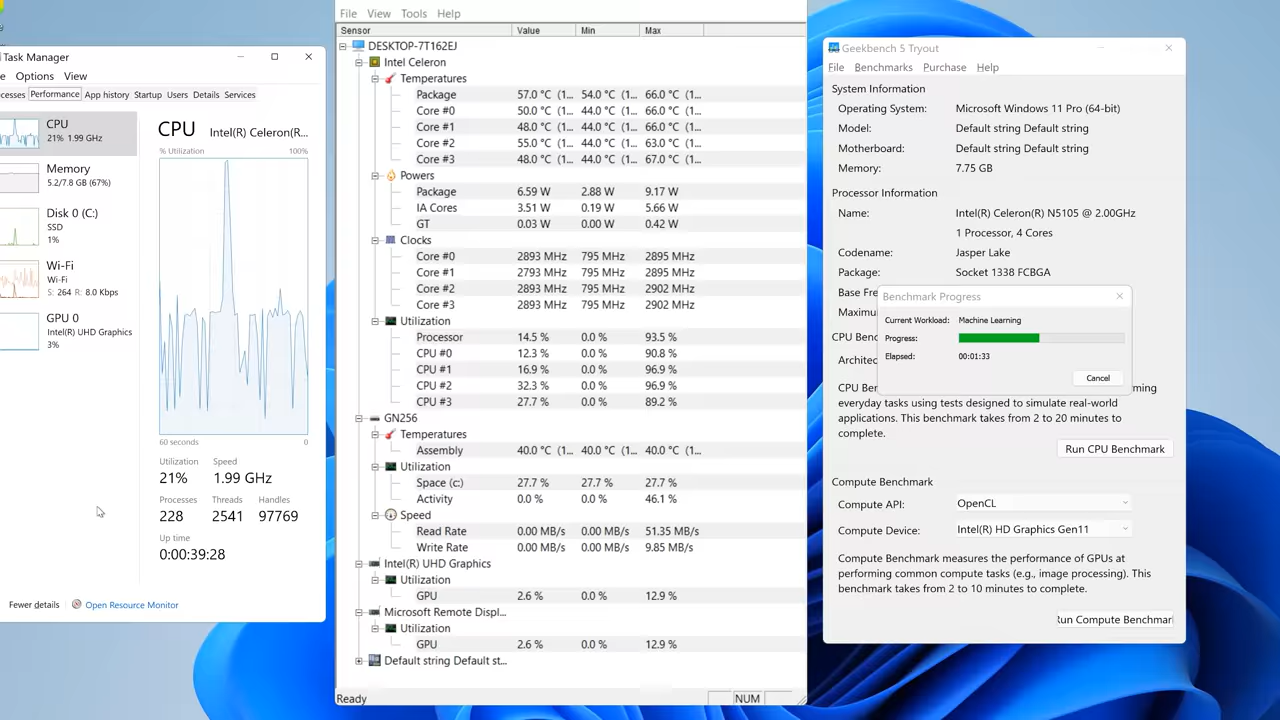 Task Manager
Options View
Performance App history Startup Users Details Services
CPU
21% 1.99 GHz
Memory
5.2/7.8 GB (67%)
Disk 0 (C:)
SSD
1%
Wi-Fi
Wi-Fi
S: 264 R: 8.0 Kbps
GPU 0
Intel(R) UHD Graphics
3%
CPU Intel(R) Celeron(R...
% Utilization 100%
60 seconds 0
Utilization Speed
21% 1.99 GHz
Processes Threads Handles
228 2541 97769
Up time
0:00:39:28
Fewer details Open Resource Monitor
File View Tools Help
Sensor Value Min Max
DESKTOP-7T162EJ
Intel Celeron
Temperatures
Package 57.0 °C (1... 54.0 °C (1... 66.0 °C (1...
Core #0 50.0 °C (1... 44.0 °C (1... 66.0 °C (1...
Core #1 48.0 °C (1... 44.0 °C (1... 66.0 °C (1...
Core #2 55.0 °C (1... 44.0 °C (1... 63.0 °C (1...
Core #3 48.0 °C (1... 44.0 °C (1... 67.0 °C (1...
Powers
Package 6.59 W 2.88 W 9.17 W
IA Cores 3.51 W 0.19 W 5.66 W
GT 0.03 W 0.00 W 0.42 W
Clocks
Core #0 2893 MHz 795 MHz 2895 MHz
Core #1 2793 MHz 795 MHz 2895 MHz
Core #2 2893 MHz 795 MHz 2902 MHz
Core #3 2893 MHz 795 MHz 2902 MHz
Utilization
Processor 14.5 % 0.0 % 93.5 %
CPU #0 12.3 % 0.0 % 90.8 %
CPU #1 16.9 % 0.0 % 96.9 %
CPU #2 32.3 % 0.0 % 96.9 %
CPU #3 27.7 % 0.0 % 89.2 %
GN256
Temperatures
Assembly 40.0 °C (1... 40.0 °C (1... 40.0 °C (1...
Utilization
Space (c:) 27.7 % 27.7 % 27.7 %
Activity 0.0 % 0.0 % 46.1 %
Speed
Read Rate 0.00 MB/s 0.00 MB/s 51.35 MB/s
Write Rate 0.00 MB/s 0.00 MB/s 9.85 MB/s
Intel(R) UHD Graphics
Utilization
GPU 2.6 % 0.0 % 12.9 %
Microsoft Remote Displ...
Utilization
GPU 2.6 % 0.0 % 12.9 %
Default string Default st...
Ready NUM
Geekbench 5 Tryout
File Benchmarks Purchase Help
System Information
Operating System: Microsoft Windows 11 Pro (64-bit)
Model: Default string Default string
Motherboard: Default string Default string
Memory: 7.75 GB
Processor Information
Name: Intel(R) Celeron(R) N5105 @ 2.00GHz
1 Processor, 4 Cores
Codename: Jasper Lake
Package: Socket 1338 FCBGA
Base Fre
Maximu
CPU Benc
Architec
CPU Ben
Benchmark Progress
Current Workload: Machine Learning
Progress:
Elapsed: 00:01:33
Cancel
ming
everyday tasks using tests designed to simulate real-world
applications. This benchmark takes from 2 to 20 minutes to
complete.
Run CPU Benchmark
Compute Benchmark
Compute API: OpenCL
Compute Device: Intel(R) HD Graphics Gen11
Compute Benchmark measures the performance of GPUs at
performing common compute tasks (e.g., image processing). This
benchmark takes from 2 to 10 minutes to complete.
Run Compute Benchmar